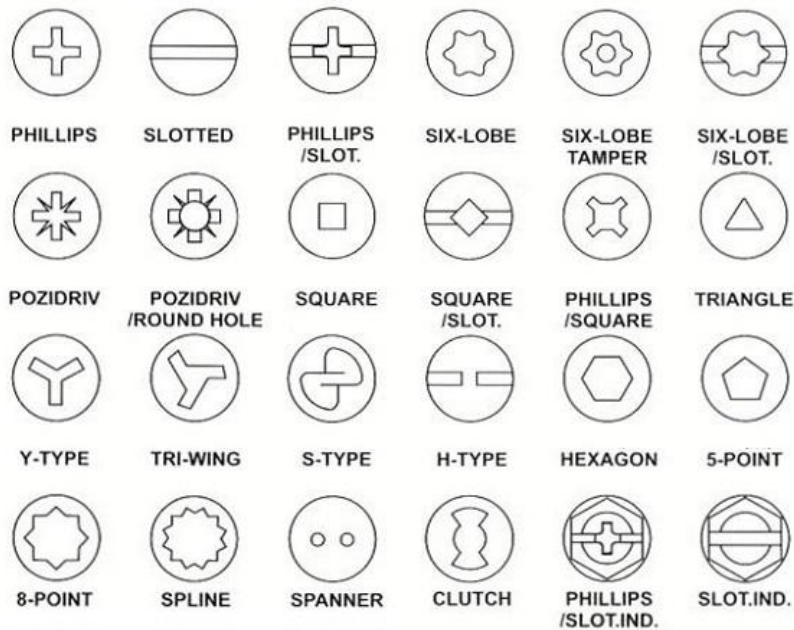 PHILLIPS
SLOTTED
PHILLIPS
/SLOT.
SIX-LOBE
SIX-LOBE
TAMPER
SIX-LOBE
/SLOT.
POZIDRIV
POZIDRIV
/ROUND HOLE
SQUARE
SQUARE
/SLOT.
PHILLIPS
/SQUARE
TRIANGLE
Y-TYPE
TRI-WING
S-TYPE
H-TYPE
HEXAGON
5-POINT
8-POINT
SPLINE
SPANNER
CLUTCH
PHILLIPS
/SLOT.IND.
SLOT.IND.